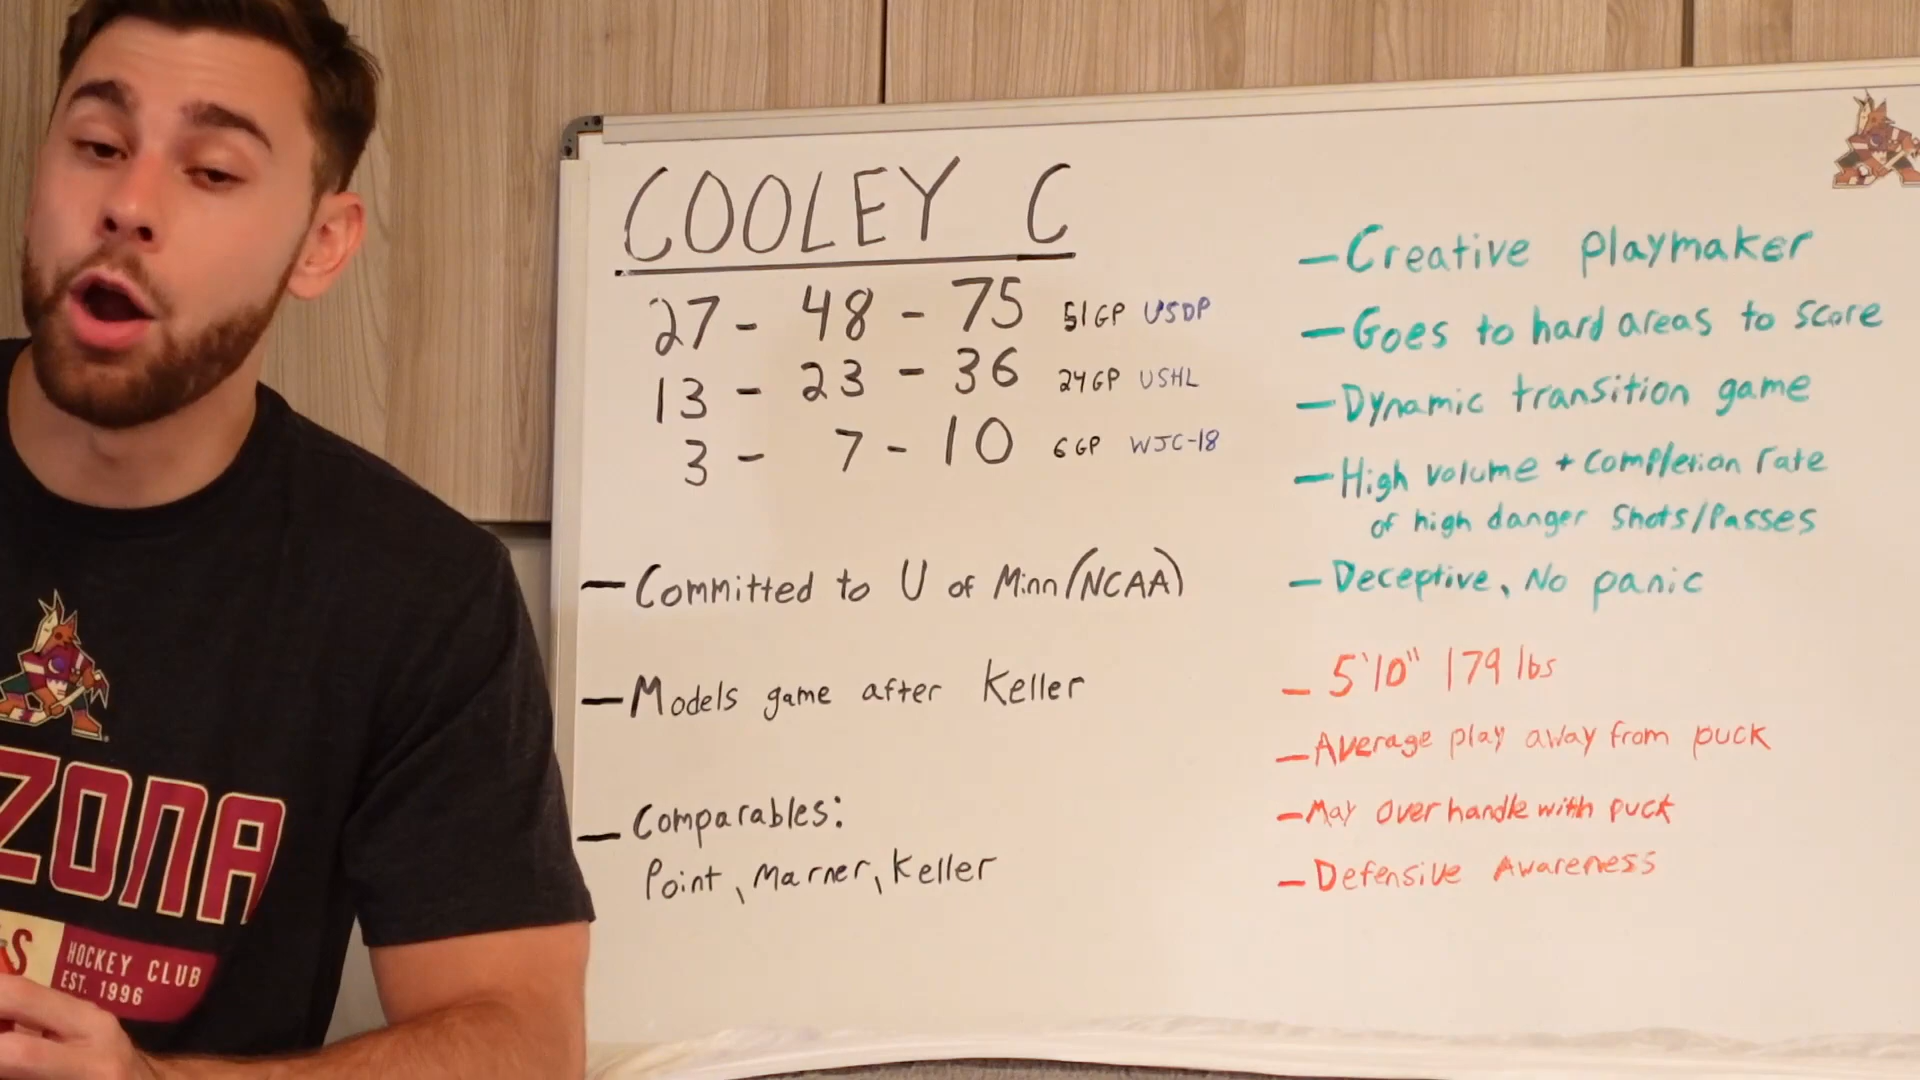 COOLEY C
27 - 48 - 75 51GP USDP
13 - 23 - 36 24GP USHL
3 - 7 - 10 6GP WJC-18
- Committed to U of Minn (NCAA)
- Models game after Keller
- Comparables:
Point, Marner, Keller
- Creative playmaker
- Goes to hard areas to score
- Dynamic transition game
- High volume + completion rate
of high danger shots/Passes
- Deceptive, No panic
- 5'10" 179 lbs
- Average play away from puck
- May over handle with puck
- Defensive Awareness
ZONA
S
HOCKEY CLUB
EST. 1996